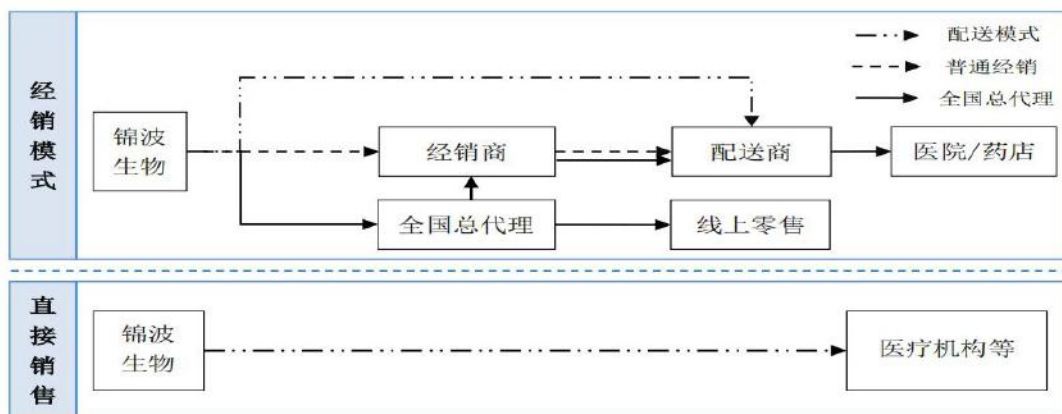 经销模式
配送模式
普通经销
全国总代理
锦波
生物
经销商
配送商
医院/药店
全国总代理
线上零售
直接销售
锦波
生物
医疗机构等